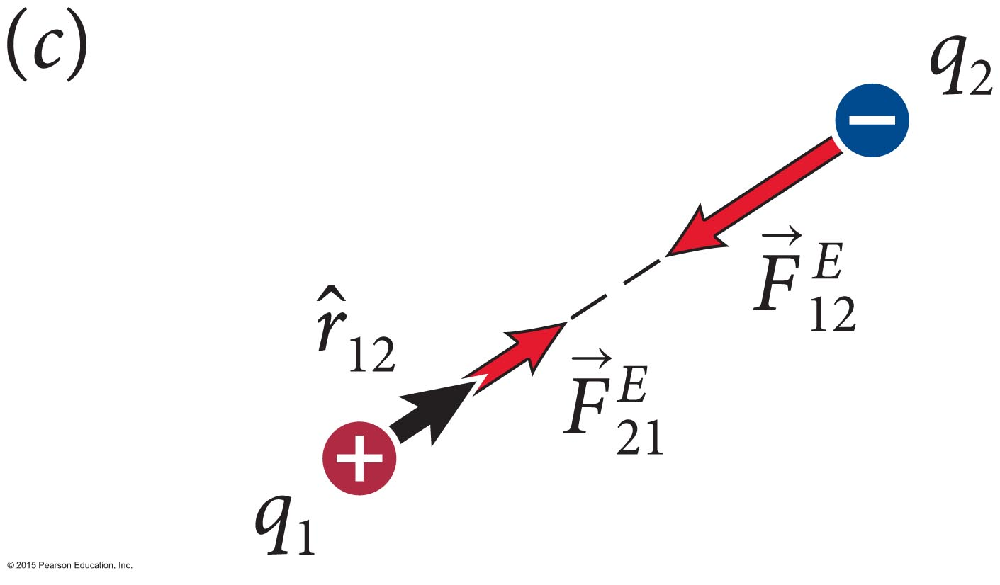 (c)
q₂
−
F⃗ᴱ₁₂
r̂₁₂
F⃗ᴱ₂₁
+
q₁
© 2015 Pearson Education, Inc.